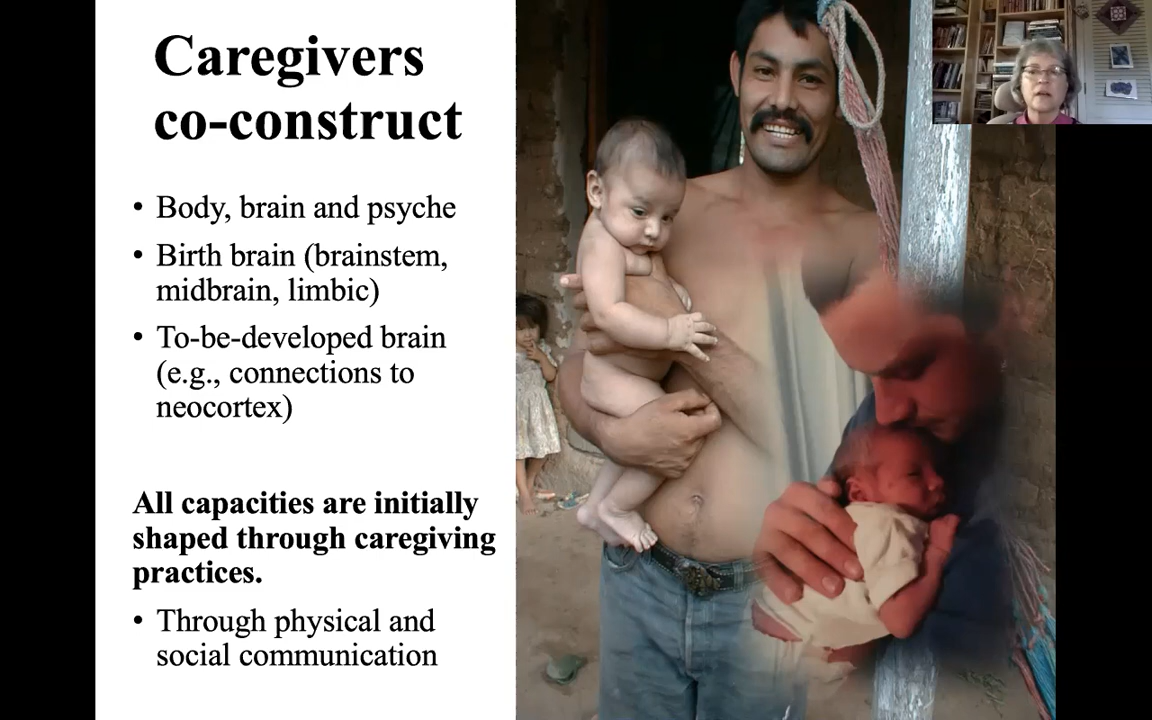 Caregivers
co-construct
• Body, brain and psyche
• Birth brain (brainstem,
midbrain, limbic)
• To-be-developed brain
(e.g., connections to
neocortex)
All capacities are initially
shaped through caregiving
practices.
• Through physical and
social communication